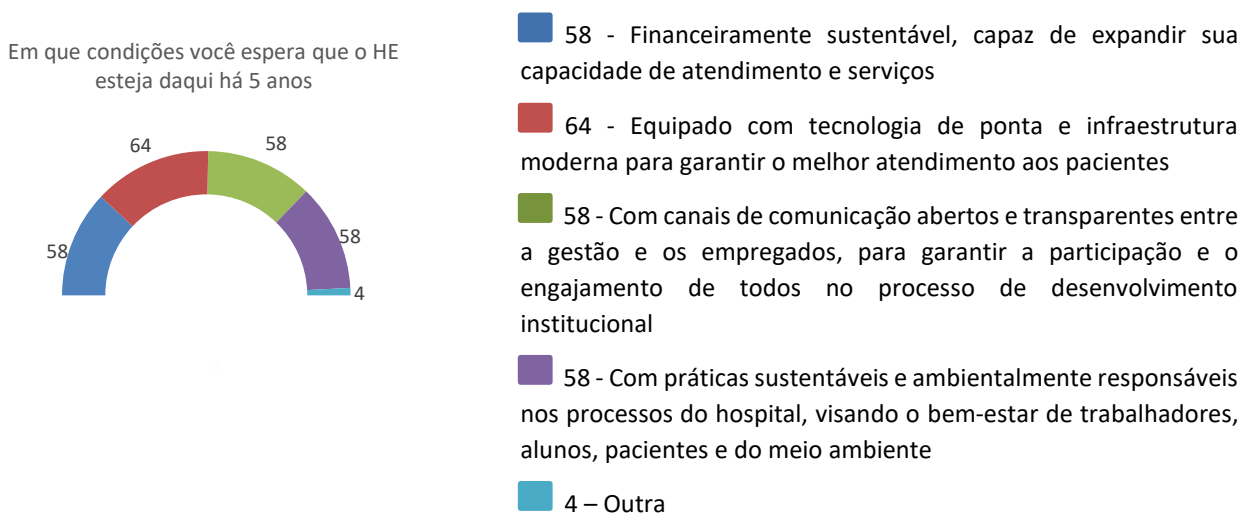 Em que condições você espera que o HE
esteja daqui há 5 anos
64
58
58
58
4
58 - Financeiramente sustentável, capaz de expandir sua
capacidade de atendimento e serviços
64 - Equipado com tecnologia de ponta e infraestrutura
moderna para garantir o melhor atendimento aos pacientes
58 - Com canais de comunicação abertos e transparentes entre
a gestão e os empregados, para garantir a participação e o
engajamento de todos no processo de desenvolvimento
institucional
58 - Com práticas sustentáveis e ambientalmente responsáveis
nos processos do hospital, visando o bem-estar de trabalhadores,
alunos, pacientes e do meio ambiente
4 – Outra